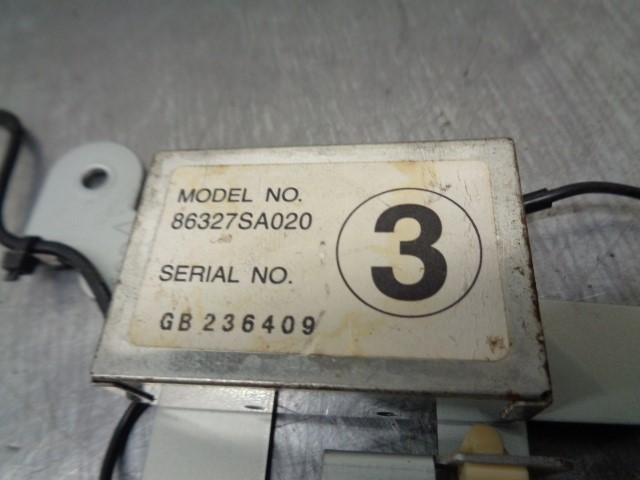 MODEL NO.
86327SA020
SERIAL NO.
GB 236409
3